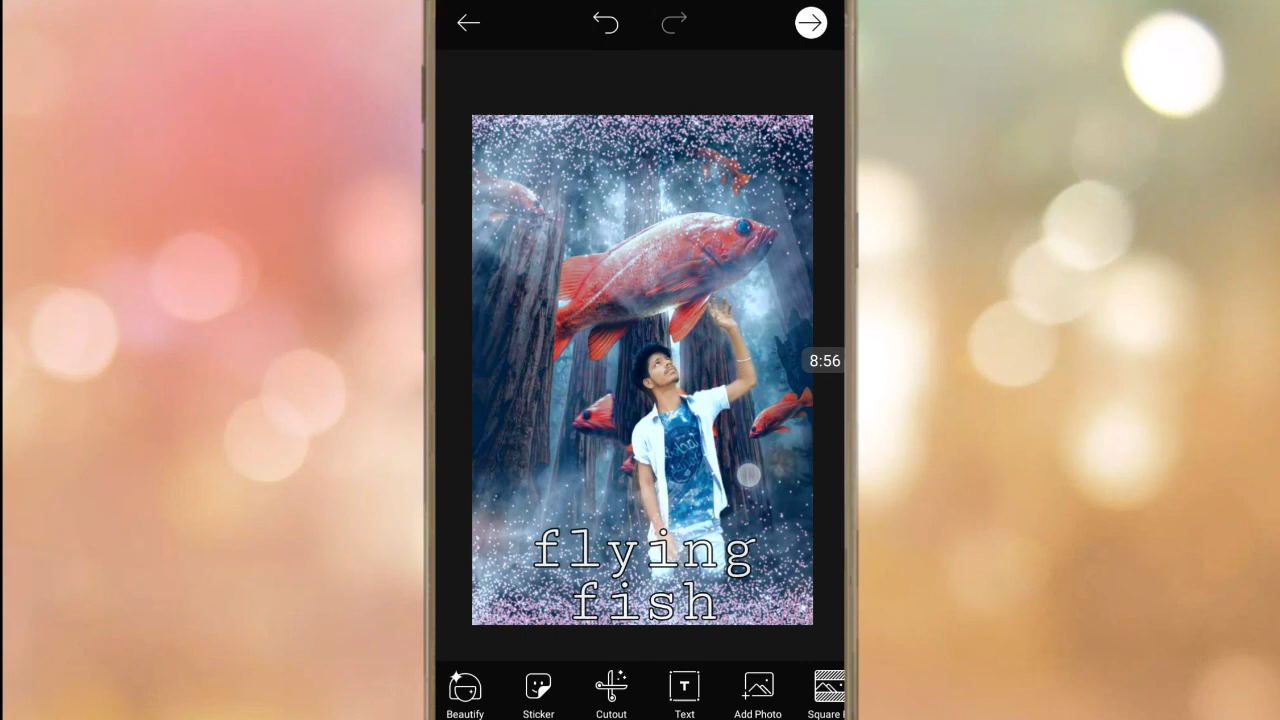 8:56
flying
fish
Beautify
Sticker
Cutout
Text
Add Photo
Square